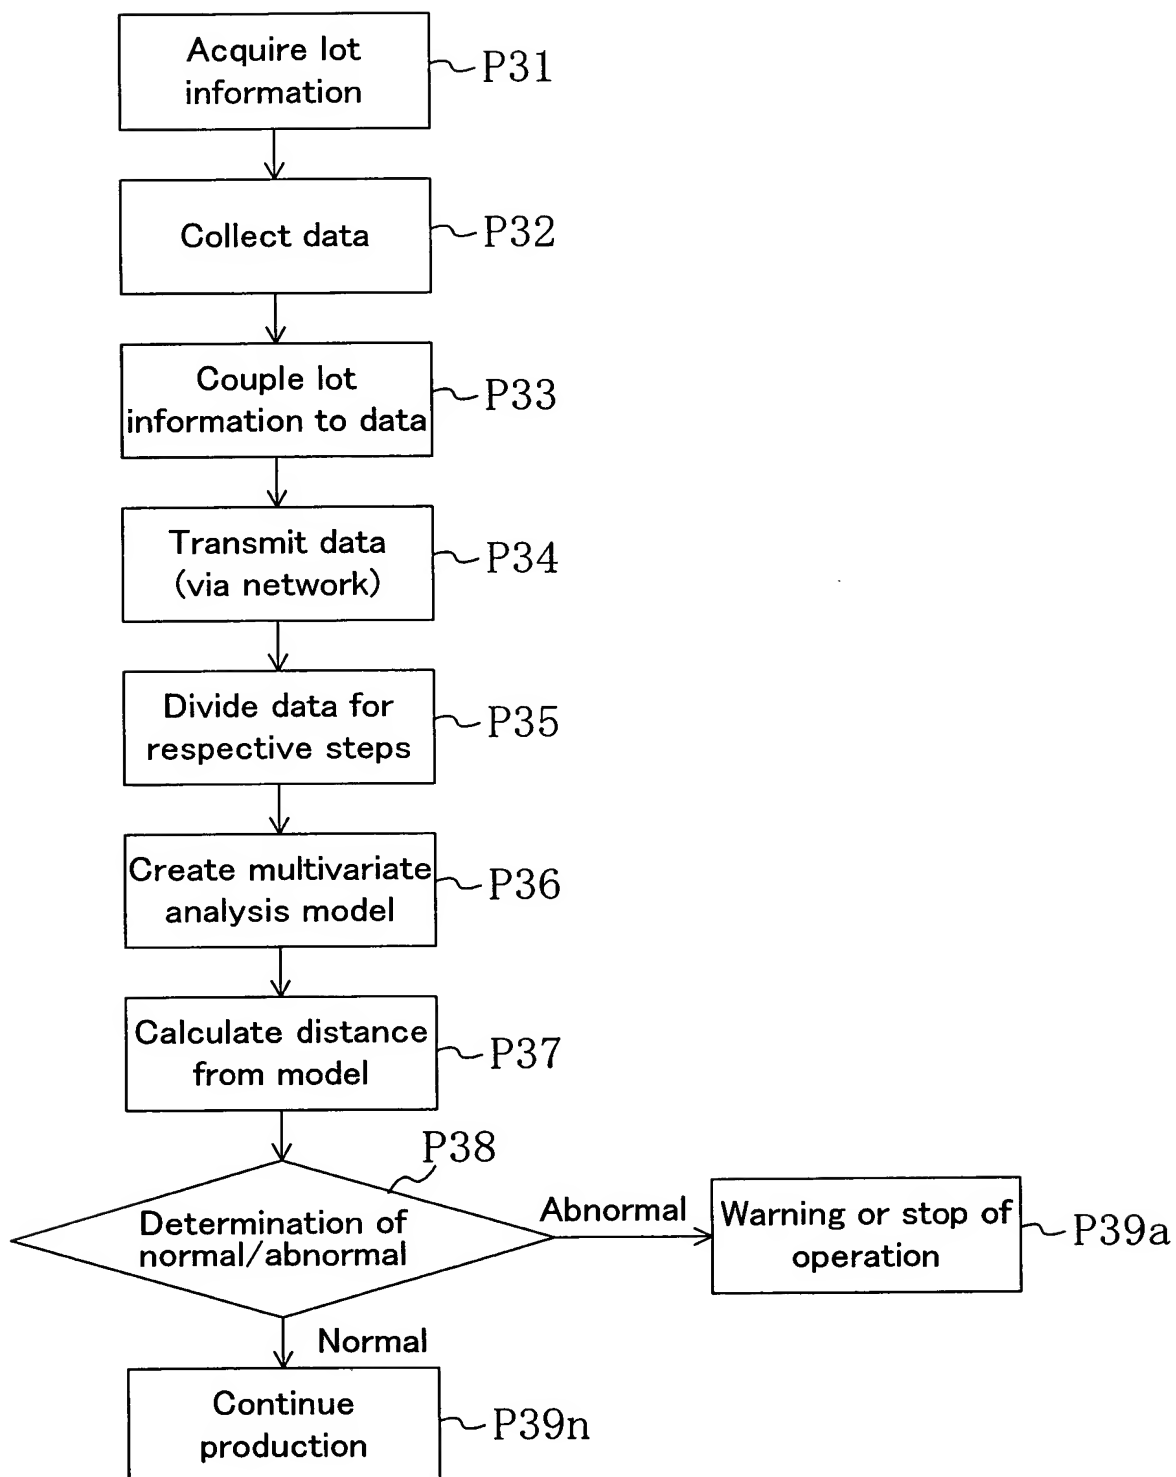 Acquire lot
information
P31
Collect data
P32
Couple lot
information to data
P33
Transmit data
(via network)
P34
Divide data for
respective steps
P35
Create multivariate
analysis model
P36
Calculate distance
from model
P37
P38
Determination of
normal/abnormal
Abnormal
Warning or stop of
operation
P39a
Normal
Continue
production
P39n